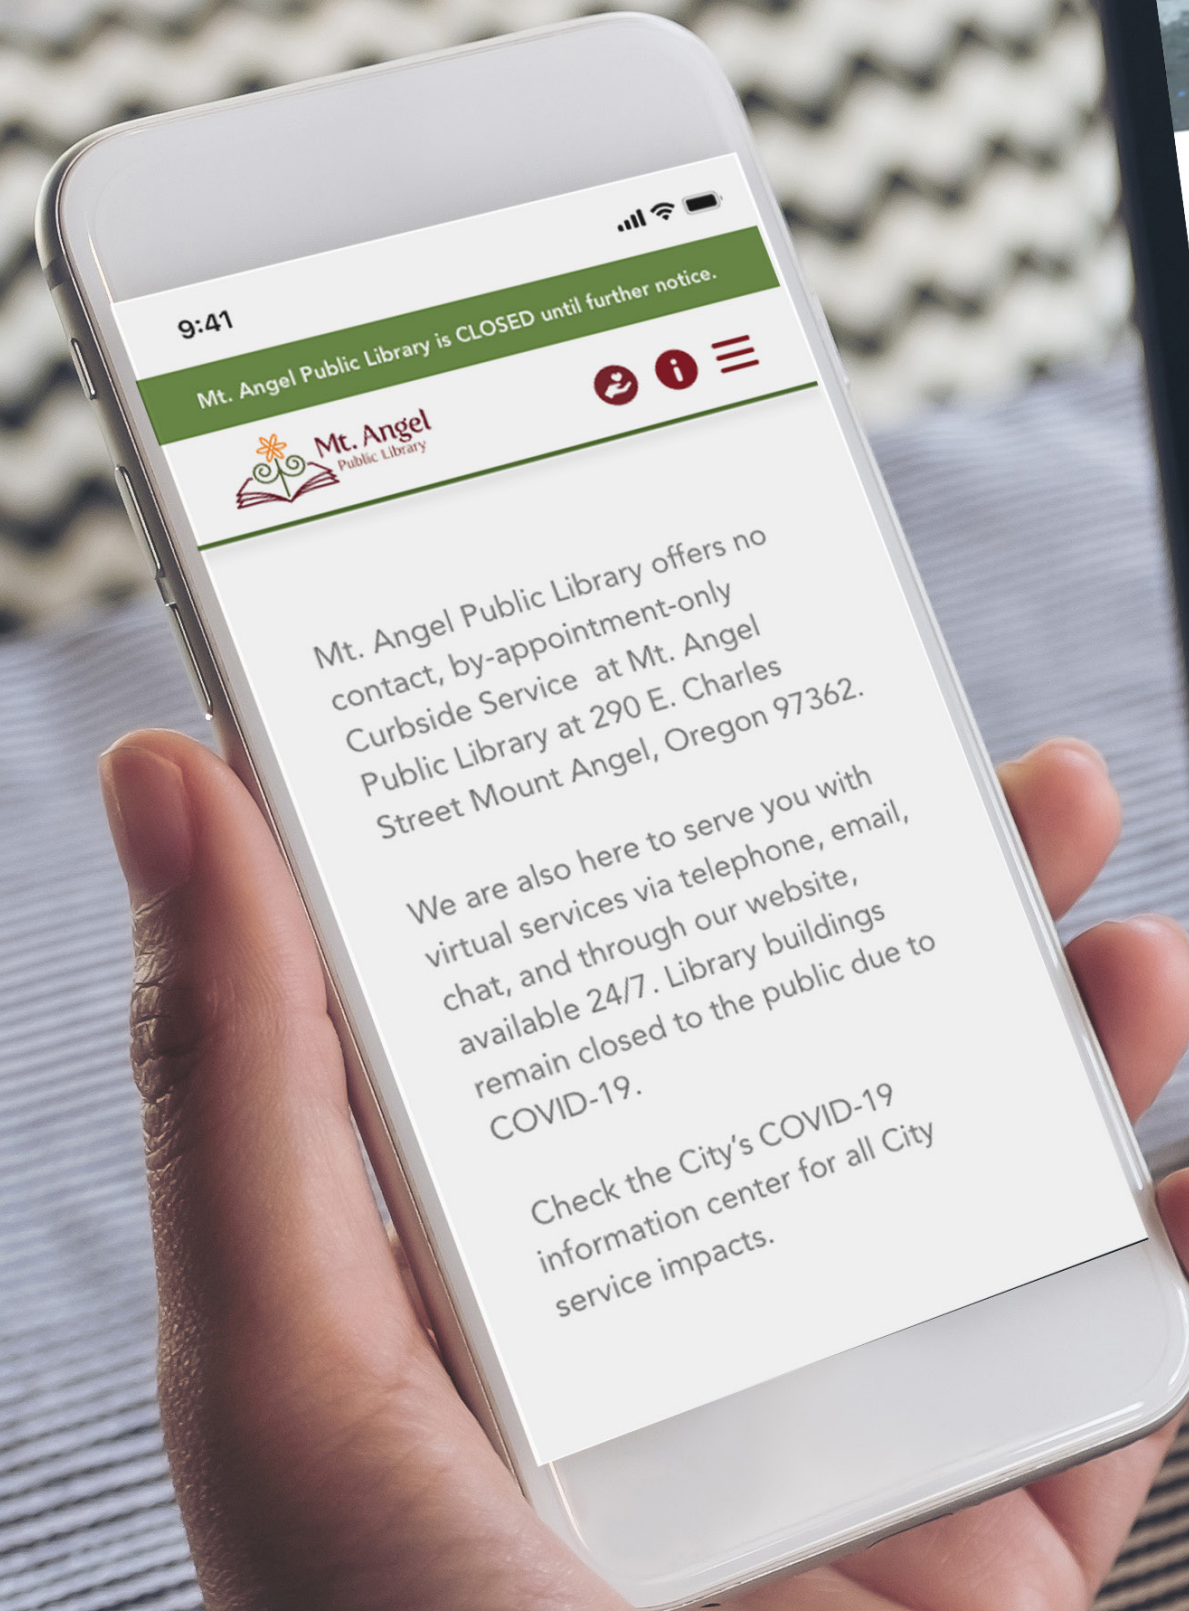 9:41
Mt. Angel Public Library is CLOSED until further notice.
Mt. Angel
Public Library
Mt. Angel Public Library offers no
contact, by-appointment-only
Curbside Service  at Mt. Angel
Public Library at 290 E. Charles
Street Mount Angel, Oregon 97362.
We are also here to serve you with
virtual services via telephone, email,
chat, and through our website,
available 24/7. Library buildings
remain closed to the public due to
COVID-19.
Check the City's COVID-19
information center for all City
service impacts.